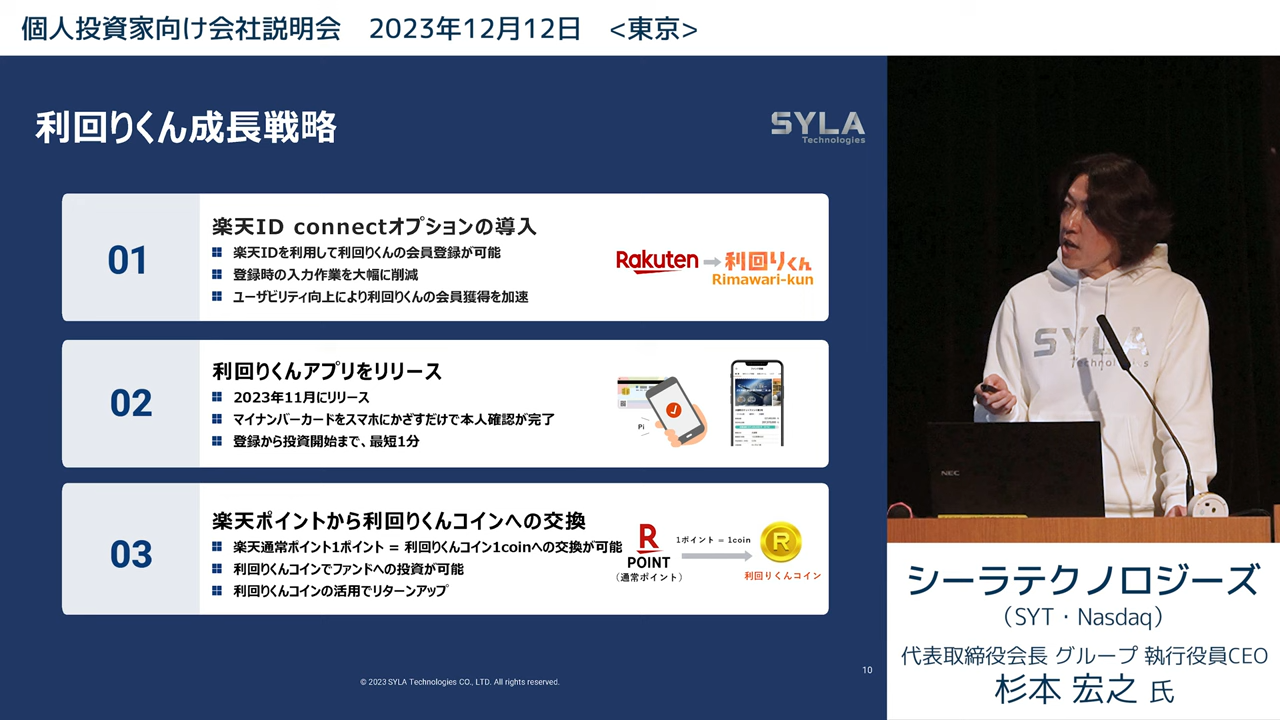 個人投資家向け会社説明会　2023年12月12日　<東京>
利回りくん成長戦略
SYLA
Technologies
01
楽天ID connectオプションの導入
楽天IDを利用して利回りくんの会員登録が可能
登録時の入力作業を大幅に削減
ユーザビリティ向上により利回りくんの会員獲得を加速
Rakuten
利回りくん
Rimawari-kun
02
利回りくんアプリをリリース
2023年11月にリリース
マイナンバーカードをスマホにかざすだけで本人確認が完了
登録から投資開始まで、最短1分
Pi
03
楽天ポイントから利回りくんコインへの交換
楽天通常ポイント1ポイント = 利回りくんコイン1coinへの交換が可能
利回りくんコインでファンドへの投資が可能
利回りくんコインの活用でリターンアップ
R
POINT
（通常ポイント）
1ポイント = 1coin
R
利回りくんコイン
10
© 2023 SYLA Technologies CO., LTD. All rights reserved.
SYLA
Technologies
NEC
シーラテクノロジーズ
（SYT・Nasdaq）
代表取締役会長 グループ 執行役員CEO
杉本 宏之 氏